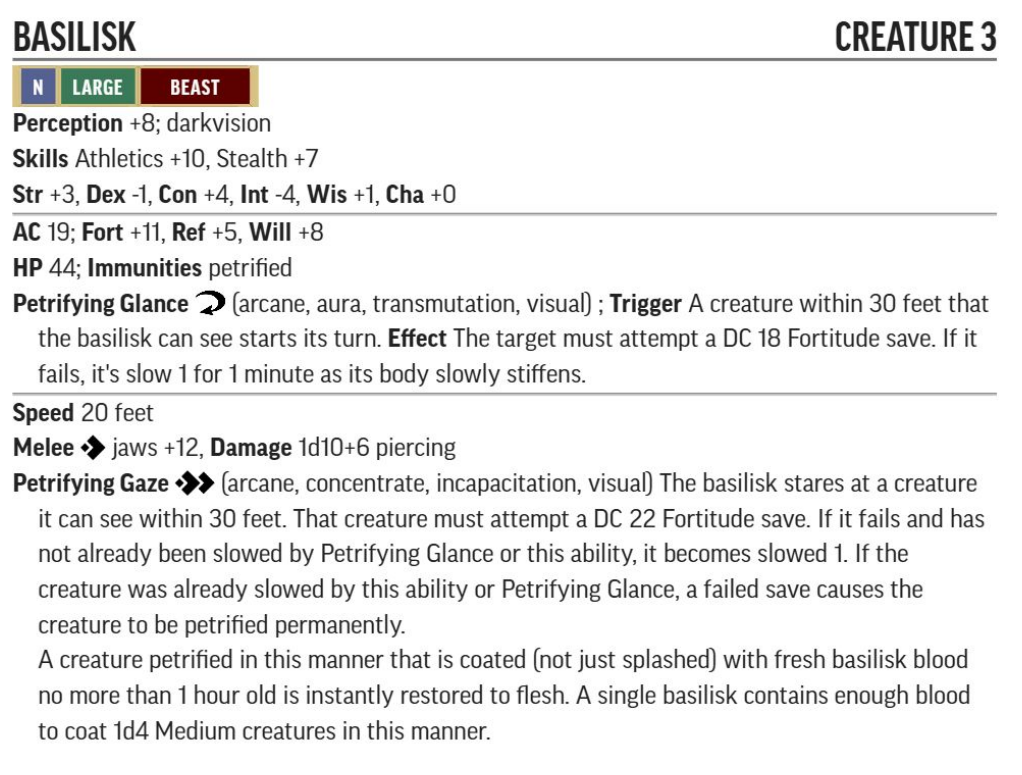 BASILISK CREATURE 3
N LARGE BEAST
Perception +8; darkvision
Skills Athletics +10, Stealth +7
Str +3, Dex -1, Con +4, Int -4, Wis +1, Cha +0
AC 19; Fort +11, Ref +5, Will +8
HP 44; Immunities petrified
Petrifying Glance (arcane, aura, transmutation, visual) ; Trigger A creature within 30 feet that
the basilisk can see starts its turn. Effect The target must attempt a DC 18 Fortitude save. If it
fails, it's slow 1 for 1 minute as its body slowly stiffens.
Speed 20 feet
Melee jaws +12, Damage 1d10+6 piercing
Petrifying Gaze (arcane, concentrate, incapacitation, visual) The basilisk stares at a creature
it can see within 30 feet. That creature must attempt a DC 22 Fortitude save. If it fails and has
not already been slowed by Petrifying Glance or this ability, it becomes slowed 1. If the
creature was already slowed by this ability or Petrifying Glance, a failed save causes the
creature to be petrified permanently.
A creature petrified in this manner that is coated (not just splashed) with fresh basilisk blood
no more than 1 hour old is instantly restored to flesh. A single basilisk contains enough blood
to coat 1d4 Medium creatures in this manner.